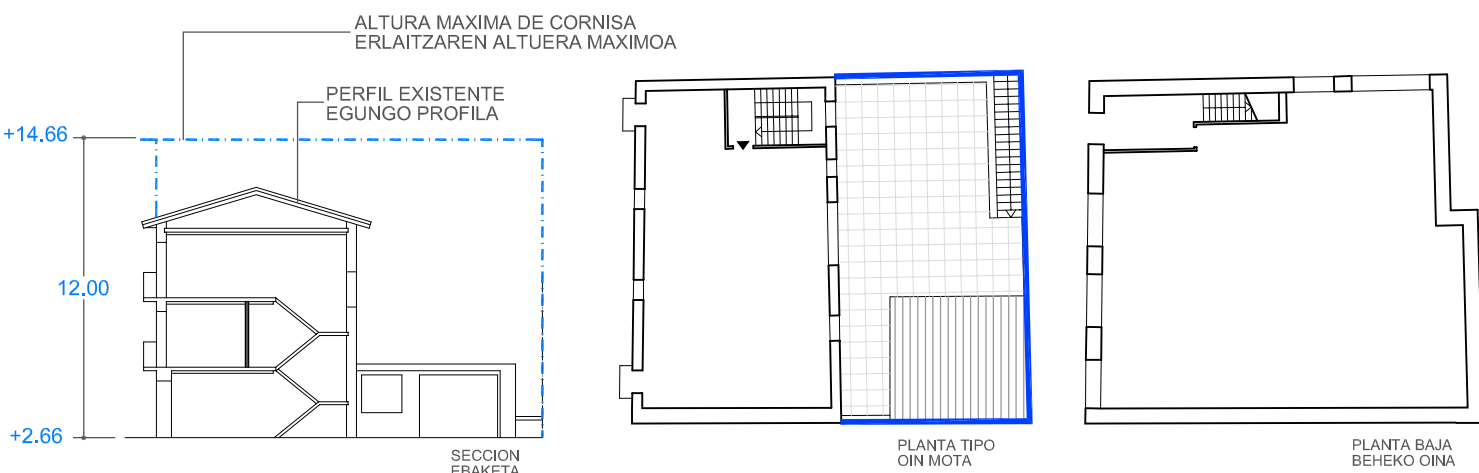 ALTURA MAXIMA DE CORNISA
ERLAITZAREN ALTUERA MAXIMOA
PERFIL EXISTENTE
EGUNGO PROFILA
+14.66
12.00
+2.66
SECCION
EBAKETA
PLANTA TIPO
OIN MOTA
PLANTA BAJA
BEHEKO OINA